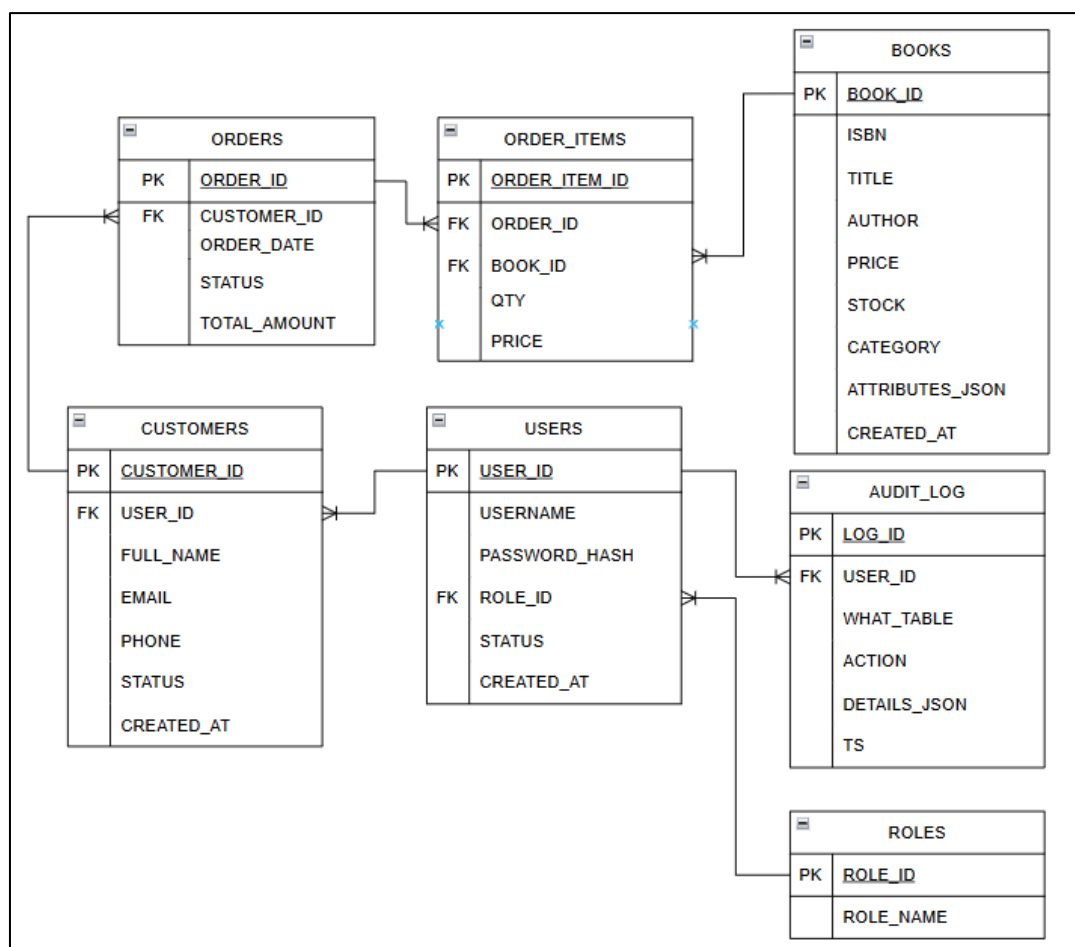 ORDERS
PK ORDER_ID
FK CUSTOMER_ID
ORDER_DATE
STATUS
TOTAL_AMOUNT
ORDER_ITEMS
PK ORDER_ITEM_ID
FK ORDER_ID
FK BOOK_ID
QTY
PRICE
BOOKS
PK BOOK_ID
ISBN
TITLE
AUTHOR
PRICE
STOCK
CATEGORY
ATTRIBUTES_JSON
CREATED_AT
CUSTOMERS
PK CUSTOMER_ID
FK USER_ID
FULL_NAME
EMAIL
PHONE
STATUS
CREATED_AT
USERS
PK USER_ID
USERNAME
PASSWORD_HASH
FK ROLE_ID
STATUS
CREATED_AT
AUDIT_LOG
PK LOG_ID
FK USER_ID
WHAT_TABLE
ACTION
DETAILS_JSON
TS
ROLES
PK ROLE_ID
ROLE_NAME